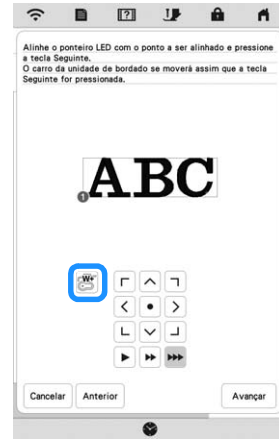 Alinhe o ponteiro LED com o ponto a ser alinhado e pressione
a tecla Seguinte.
O carro da unidade de bordado se moverá assim que a tecla
Seguinte for pressionada.
ABC
1
W+
Cancelar Anterior Avançar